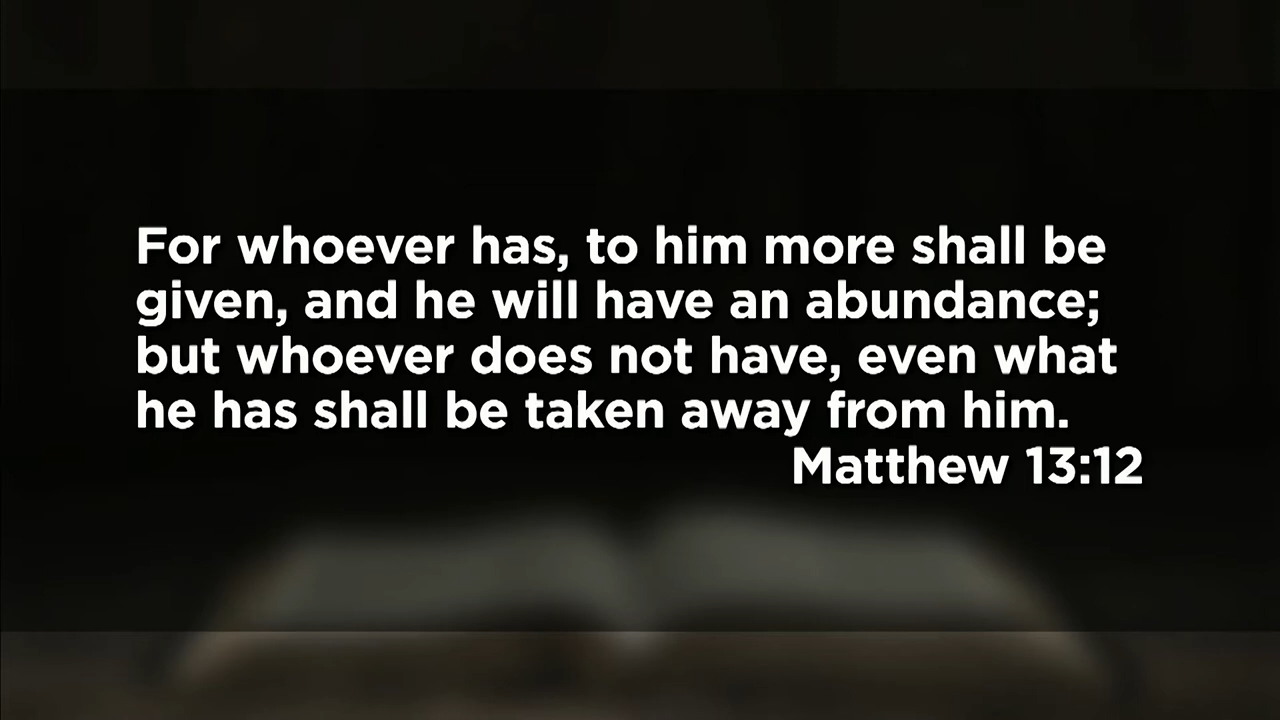 For whoever has, to him more shall be
given, and he will have an abundance;
but whoever does not have, even what
he has shall be taken away from him.
Matthew 13:12